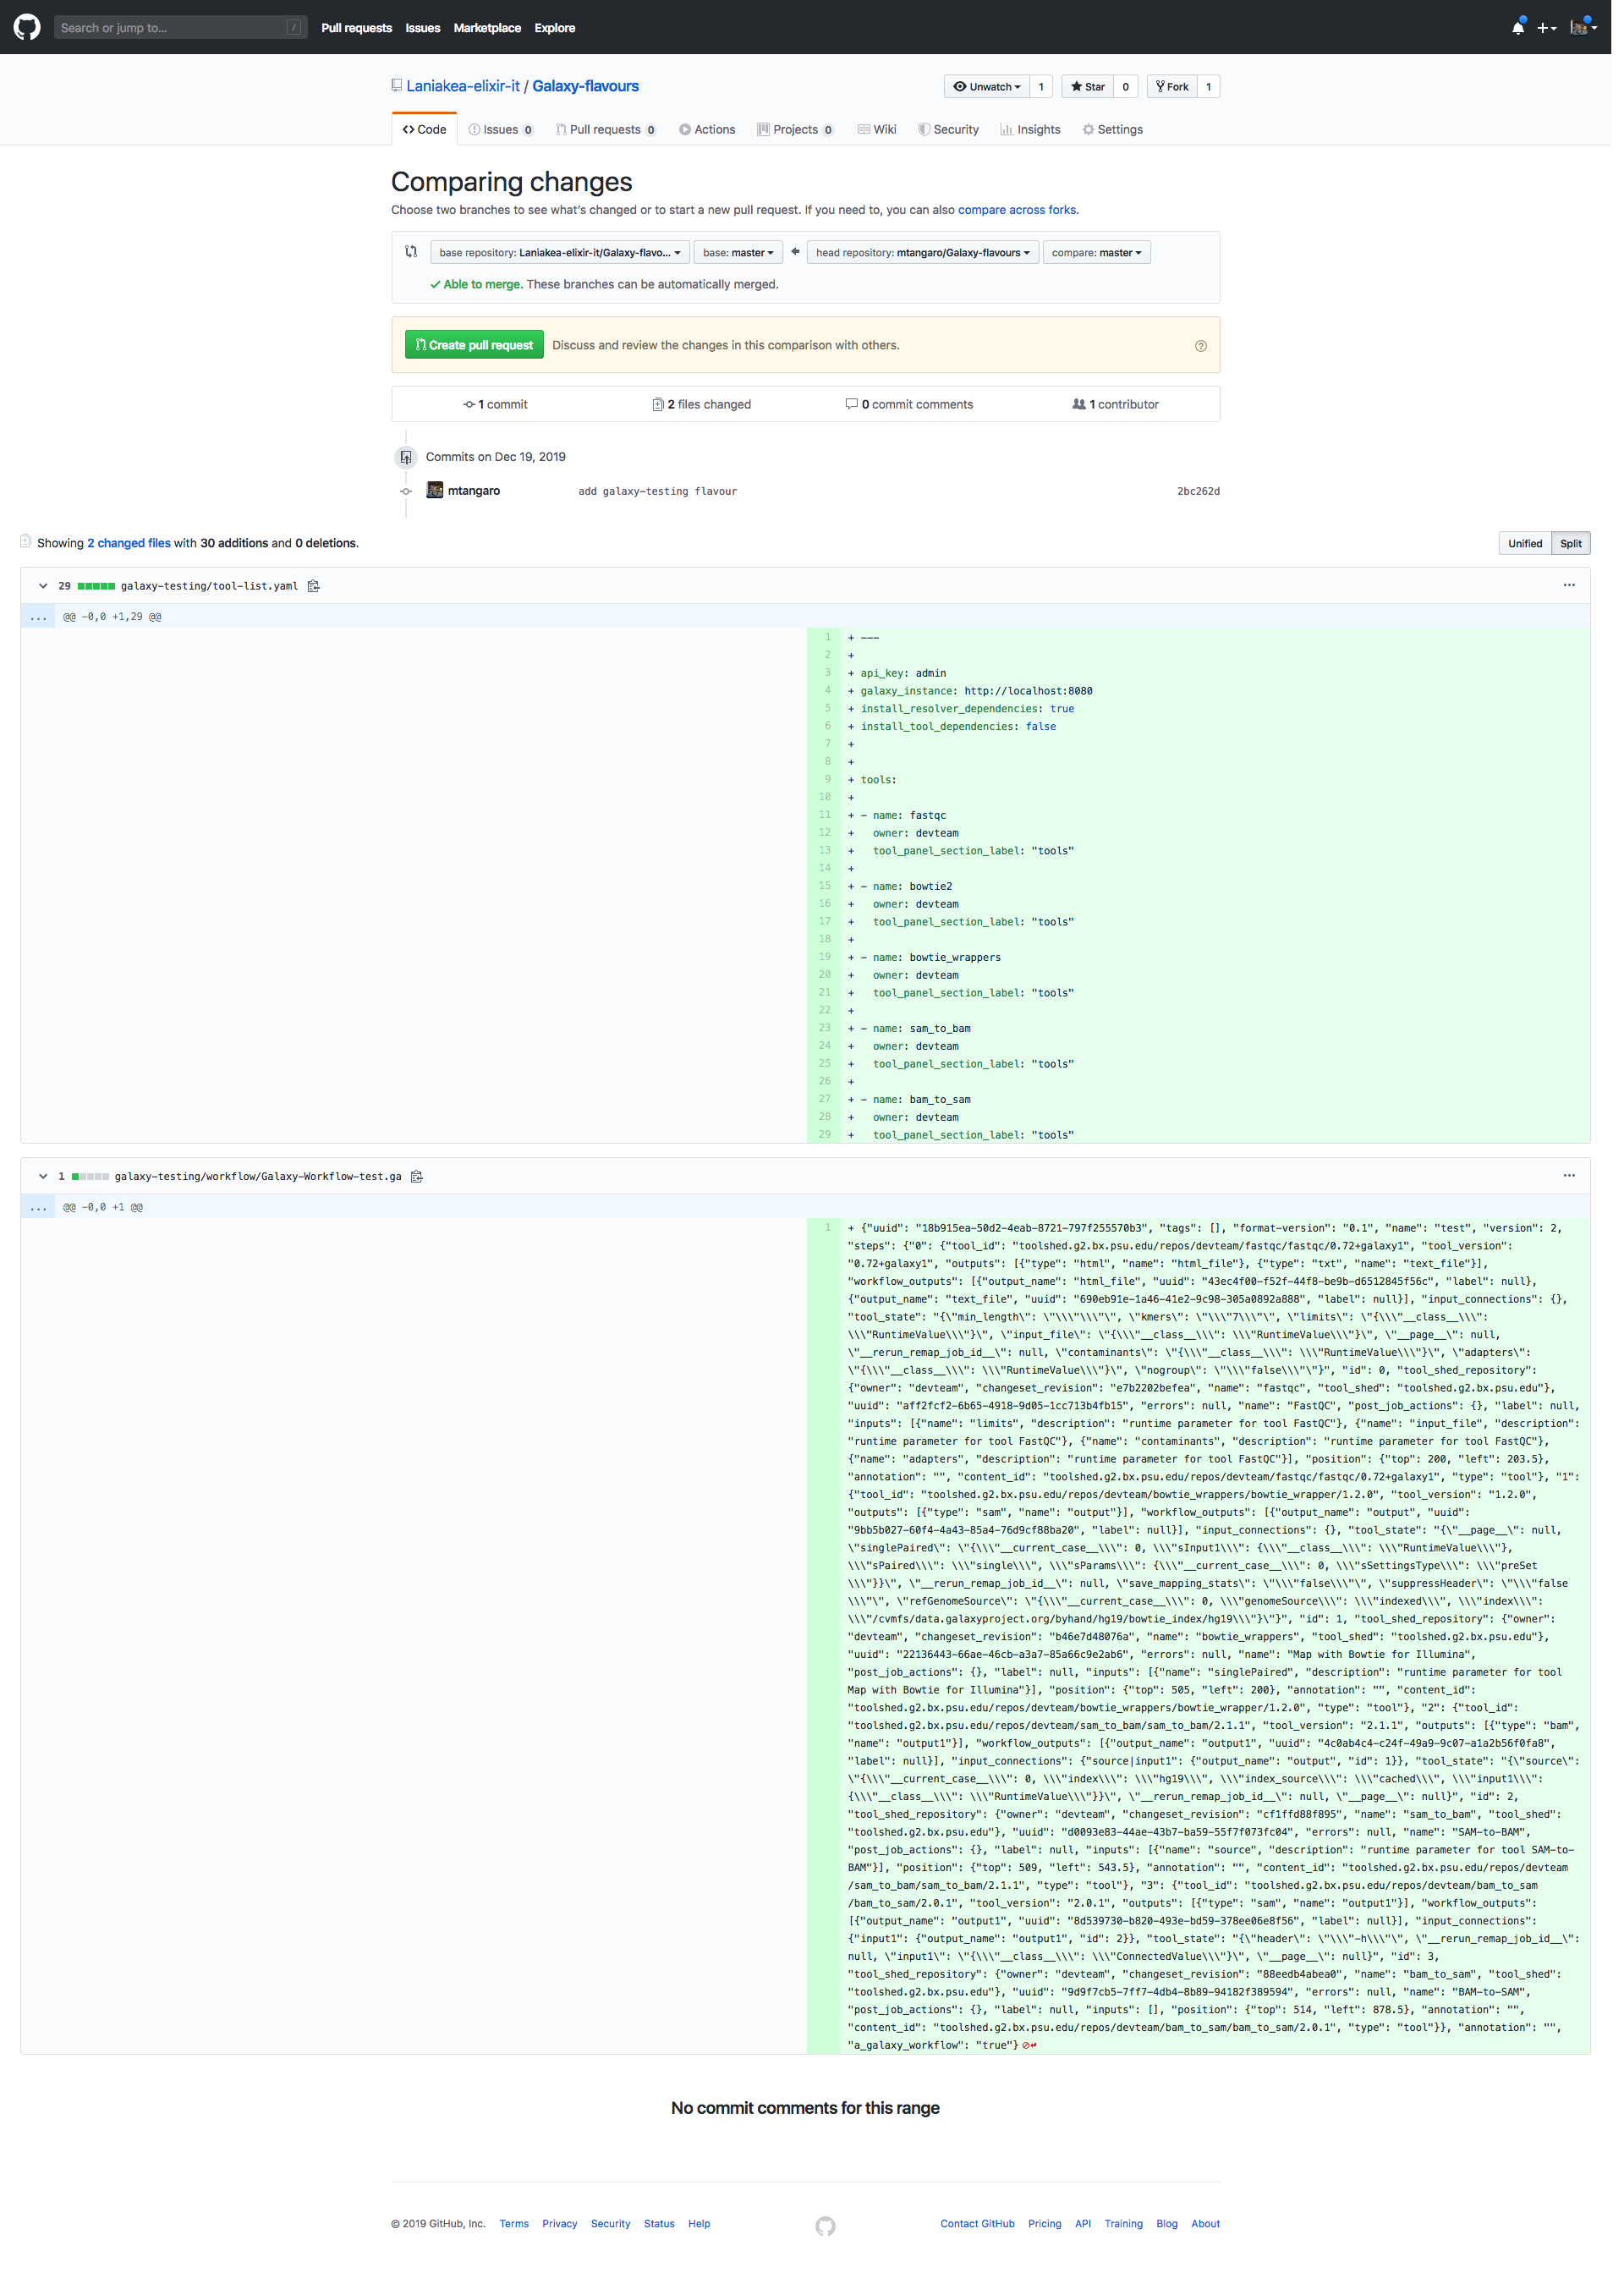 Search or jump to... /
Pull requests Issues Marketplace Explore
Laniakea-elixir-it / Galaxy-flavours
Unwatch 1 Star 0 Fork 1
Code Issues 0 Pull requests 0 Actions Projects 0 Wiki Security Insights Settings
Comparing changes
Choose two branches to see what's changed or to start a new pull request. If you need to, you can also compare across forks.
base repository: Laniakea-elixir-it/Galaxy-flavo... base: master head repository: mtangaro/Galaxy-flavours compare: master
Able to merge. These branches can be automatically merged.
Create pull request Discuss and review the changes in this comparison with others.
1 commit 2 files changed 0 commit comments 1 contributor
Commits on Dec 19, 2019
mtangaro add galaxy-testing flavour 2bc262d
Showing 2 changed files with 30 additions and 0 deletions. Unified Split
29 galaxy-testing/tool-list.yaml ...
... @@ -0,0 +1,29 @@
1 + ---
2 +
3 + api_key: admin
4 + galaxy_instance: http://localhost:8080
5 + install_resolver_dependencies: true
6 + install_tool_dependencies: false
7 +
8 +
9 + tools:
10 +
11 + - name: fastqc
12 + owner: devteam
13 + tool_panel_section_label: "tools"
14 +
15 + - name: bowtie2
16 + owner: devteam
17 + tool_panel_section_label: "tools"
18 +
19 + - name: bowtie_wrappers
20 + owner: devteam
21 + tool_panel_section_label: "tools"
22 +
23 + - name: sam_to_bam
24 + owner: devteam
25 + tool_panel_section_label: "tools"
26 +
27 + - name: bam_to_sam
28 + owner: devteam
29 + tool_panel_section_label: "tools"
1 galaxy-testing/workflow/Galaxy-Workflow-test.ga ...
... @@ -0,0 +1 @@
1 + {"uuid": "18b915ea-50d2-4eab-8721-797f255570b3", "tags": [], "format-version": "0.1", "name": "test", "version": 2,
"steps": {"0": {"tool_id": "toolshed.g2.bx.psu.edu/repos/devteam/fastqc/fastqc/0.72+galaxy1", "tool_version":
"0.72+galaxy1", "outputs": [{"type": "html", "name": "html_file"}, {"type": "txt", "name": "text_file"}],
"workflow_outputs": [{"output_name": "html_file", "uuid": "43ec4f00-f52f-44f8-be9b-d6512845f56c", "label": null},
{"output_name": "text_file", "uuid": "690eb91e-1a46-41e2-9c98-305a0892a888", "label": null}], "input_connections": {},
"tool_state": "{\"min_length\": \"\\\"\\\"\", \"kmers\": \"\\\"7\\\"\", \"limits\": \"{\\\"__class__\\\":
\\\"RuntimeValue\\\"}\", \"input_file\": \"{\\\"__class__\\\": \\\"RuntimeValue\\\"}\", \"__page__\": null,
\"__rerun_remap_job_id__\": null, \"contaminants\": \"{\\\"__class__\\\": \\\"RuntimeValue\\\"}\", \"adapters\":
\"{\\\"__class__\\\": \\\"RuntimeValue\\\"}\", \"nogroup\": \"\\\"false\\\"\"}", "id": 0, "tool_shed_repository":
{"owner": "devteam", "changeset_revision": "e7b2202befea", "name": "fastqc", "tool_shed": "toolshed.g2.bx.psu.edu"},
"uuid": "aff2fcf2-6b65-4918-9d05-1cc713b4fb15", "errors": null, "name": "FastQC", "post_job_actions": {}, "label": null,
"inputs": [{"name": "limits", "description": "runtime parameter for tool FastQC"}, {"name": "input_file", "description":
"runtime parameter for tool FastQC"}, {"name": "contaminants", "description": "runtime parameter for tool FastQC"},
{"name": "adapters", "description": "runtime parameter for tool FastQC"}], "position": {"top": 200, "left": 203.5},
"annotation": "", "content_id": "toolshed.g2.bx.psu.edu/repos/devteam/fastqc/fastqc/0.72+galaxy1", "type": "tool"}, "1":
{"tool_id": "toolshed.g2.bx.psu.edu/repos/devteam/bowtie_wrappers/bowtie_wrapper/1.2.0", "tool_version": "1.2.0",
"outputs": [{"type": "sam", "name": "output"}], "workflow_outputs": [{"output_name": "output", "uuid":
"9bb5b027-60f4-4a43-85a4-76d9cf88ba20", "label": null}], "input_connections": {}, "tool_state": "{\"__page__\": null,
\"singlePaired\": \"{\\\"__current_case__\\\": 0, \\\"sInput1\\\": {\\\"__class__\\\": \\\"RuntimeValue\\\"},
\\\"sPaired\\\": \\\"single\\\", \\\"sParams\\\": {\\\"__current_case__\\\": 0, \\\"sSettingsType\\\": \\\"preSet
\\\"}}\", \"__rerun_remap_job_id__\": null, \"save_mapping_stats\": \"\\\"false\\\"\", \"suppressHeader\": \"\\\"false
\\\"\", \"refGenomeSource\": \"{\\\"__current_case__\\\": 0, \\\"genomeSource\\\": \\\"indexed\\\", \\\"index\\\":
\\\"/cvmfs/data.galaxyproject.org/byhand/hg19/bowtie_index/hg19\\\"}\"}", "id": 1, "tool_shed_repository": {"owner":
"devteam", "changeset_revision": "b46e7d48076a", "name": "bowtie_wrappers", "tool_shed": "toolshed.g2.bx.psu.edu"},
"uuid": "22136443-66ae-46cb-a3a7-85a66c9e2ab6", "errors": null, "name": "Map with Bowtie for Illumina",
"post_job_actions": {}, "label": null, "inputs": [{"name": "singlePaired", "description": "runtime parameter for tool
Map with Bowtie for Illumina"}], "position": {"top": 505, "left": 200}, "annotation": "", "content_id":
"toolshed.g2.bx.psu.edu/repos/devteam/bowtie_wrappers/bowtie_wrapper/1.2.0", "type": "tool"}, "2": {"tool_id":
"toolshed.g2.bx.psu.edu/repos/devteam/sam_to_bam/sam_to_bam/2.1.1", "tool_version": "2.1.1", "outputs": [{"type": "bam",
"name": "output1"}], "workflow_outputs": [{"output_name": "output1", "uuid": "4c0ab4c4-c24f-49a9-9c07-a1a2b56f0fa8",
"label": null}], "input_connections": {"source|input1": {"output_name": "output", "id": 1}}, "tool_state": "{\"source\":
\"{\\\"__current_case__\\\": 0, \\\"index\\\": \\\"hg19\\\", \\\"index_source\\\": \\\"cached\\\", \\\"input1\\\":
{\\\"__class__\\\": \\\"RuntimeValue\\\"}}\", \"__rerun_remap_job_id__\": null, \"__page__\": null}", "id": 2,
"tool_shed_repository": {"owner": "devteam", "changeset_revision": "cf1ffd88f895", "name": "sam_to_bam", "tool_shed":
"toolshed.g2.bx.psu.edu"}, "uuid": "d0093e83-44ae-43b7-ba59-55f7f073fc04", "errors": null, "name": "SAM-to-BAM",
"post_job_actions": {}, "label": null, "inputs": [{"name": "source", "description": "runtime parameter for tool SAM-to-
BAM"}], "position": {"top": 509, "left": 543.5}, "annotation": "", "content_id": "toolshed.g2.bx.psu.edu/repos/devteam
/sam_to_bam/sam_to_bam/2.1.1", "type": "tool"}, "3": {"tool_id": "toolshed.g2.bx.psu.edu/repos/devteam/bam_to_sam
/bam_to_sam/2.0.1", "tool_version": "2.0.1", "outputs": [{"type": "sam", "name": "output1"}], "workflow_outputs":
[{"output_name": "output1", "uuid": "8d539730-b820-493e-bd59-378ee06e8f56", "label": null}], "input_connections":
{"input1": {"output_name": "output1", "id": 2}}, "tool_state": "{\"header\": \"\\\"-h\\\"\", \"__rerun_remap_job_id__\":
null, \"input1\": \"{\\\"__class__\\\": \\\"ConnectedValue\\\"}\", \"__page__\": null}", "id": 3,
"tool_shed_repository": {"owner": "devteam", "changeset_revision": "88eedb4abea0", "name": "bam_to_sam", "tool_shed":
"toolshed.g2.bx.psu.edu"}, "uuid": "9d9f7cb5-7ff7-4db4-8b89-94182f389594", "errors": null, "name": "BAM-to-SAM",
"post_job_actions": {}, "label": null, "inputs": [], "position": {"top": 514, "left": 878.5}, "annotation": "",
"content_id": "toolshed.g2.bx.psu.edu/repos/devteam/bam_to_sam/bam_to_sam/2.0.1", "type": "tool"}}, "annotation": "",
"a_galaxy_workflow": "true"}
No commit comments for this range
© 2019 GitHub, Inc. Terms Privacy Security Status Help Contact GitHub Pricing API Training Blog About